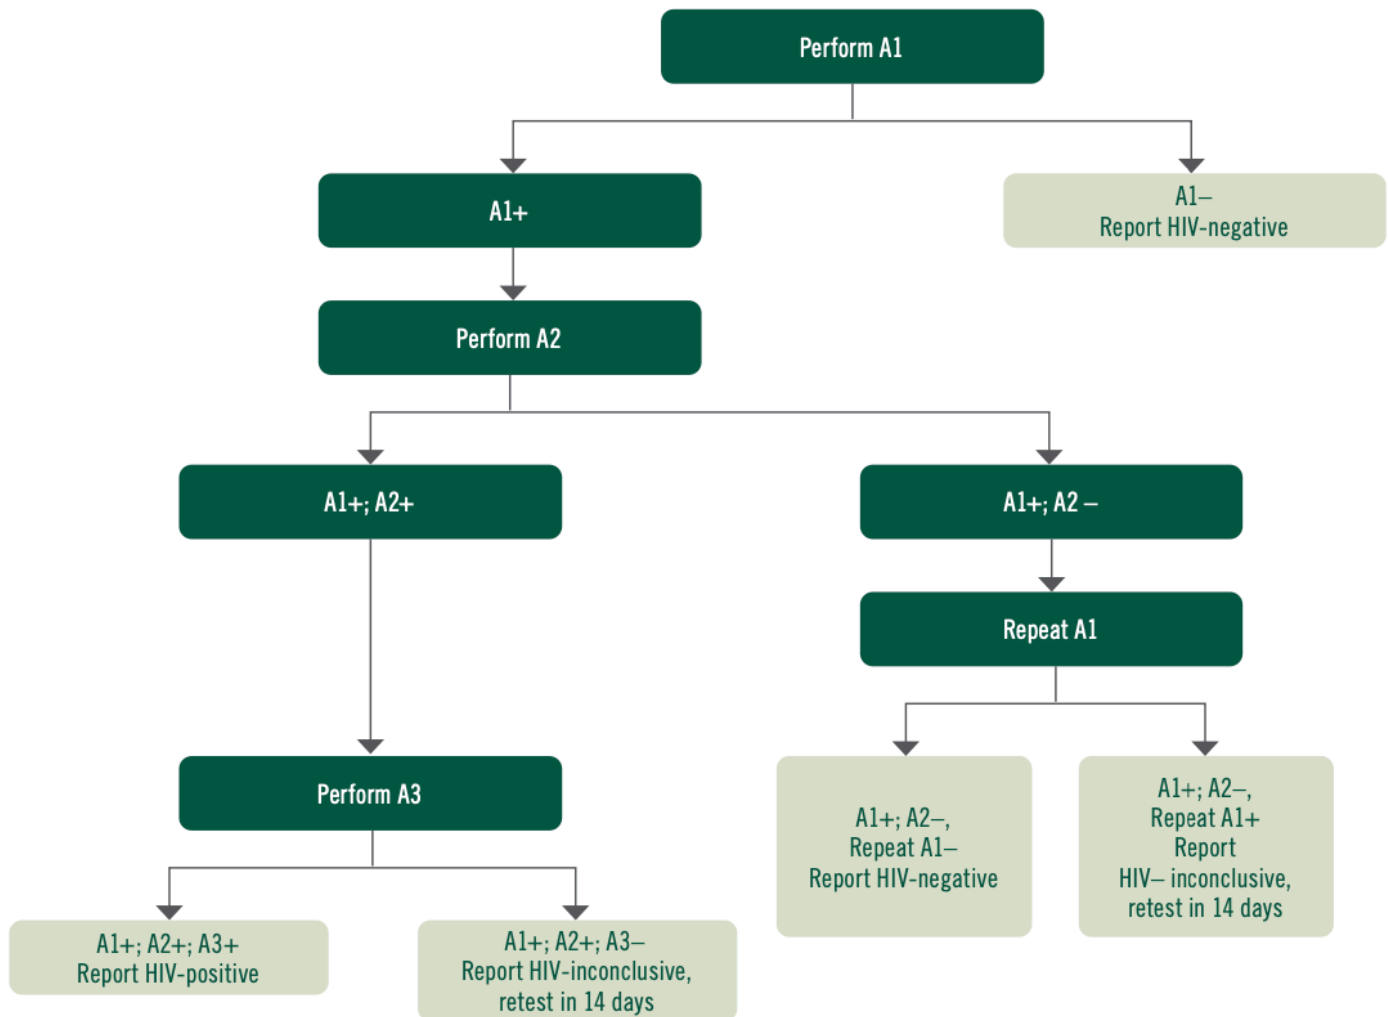 Perform A1
A1+
A1–
Report HIV-negative
Perform A2
A1+; A2+
A1+; A2 –
Repeat A1
Perform A3
A1+; A2–,
Repeat A1–
Report HIV-negative
A1+; A2–,
Repeat A1+
Report
HIV– inconclusive,
retest in 14 days
A1+; A2+; A3+
Report HIV-positive
A1+; A2+; A3–
Report HIV-inconclusive,
retest in 14 days